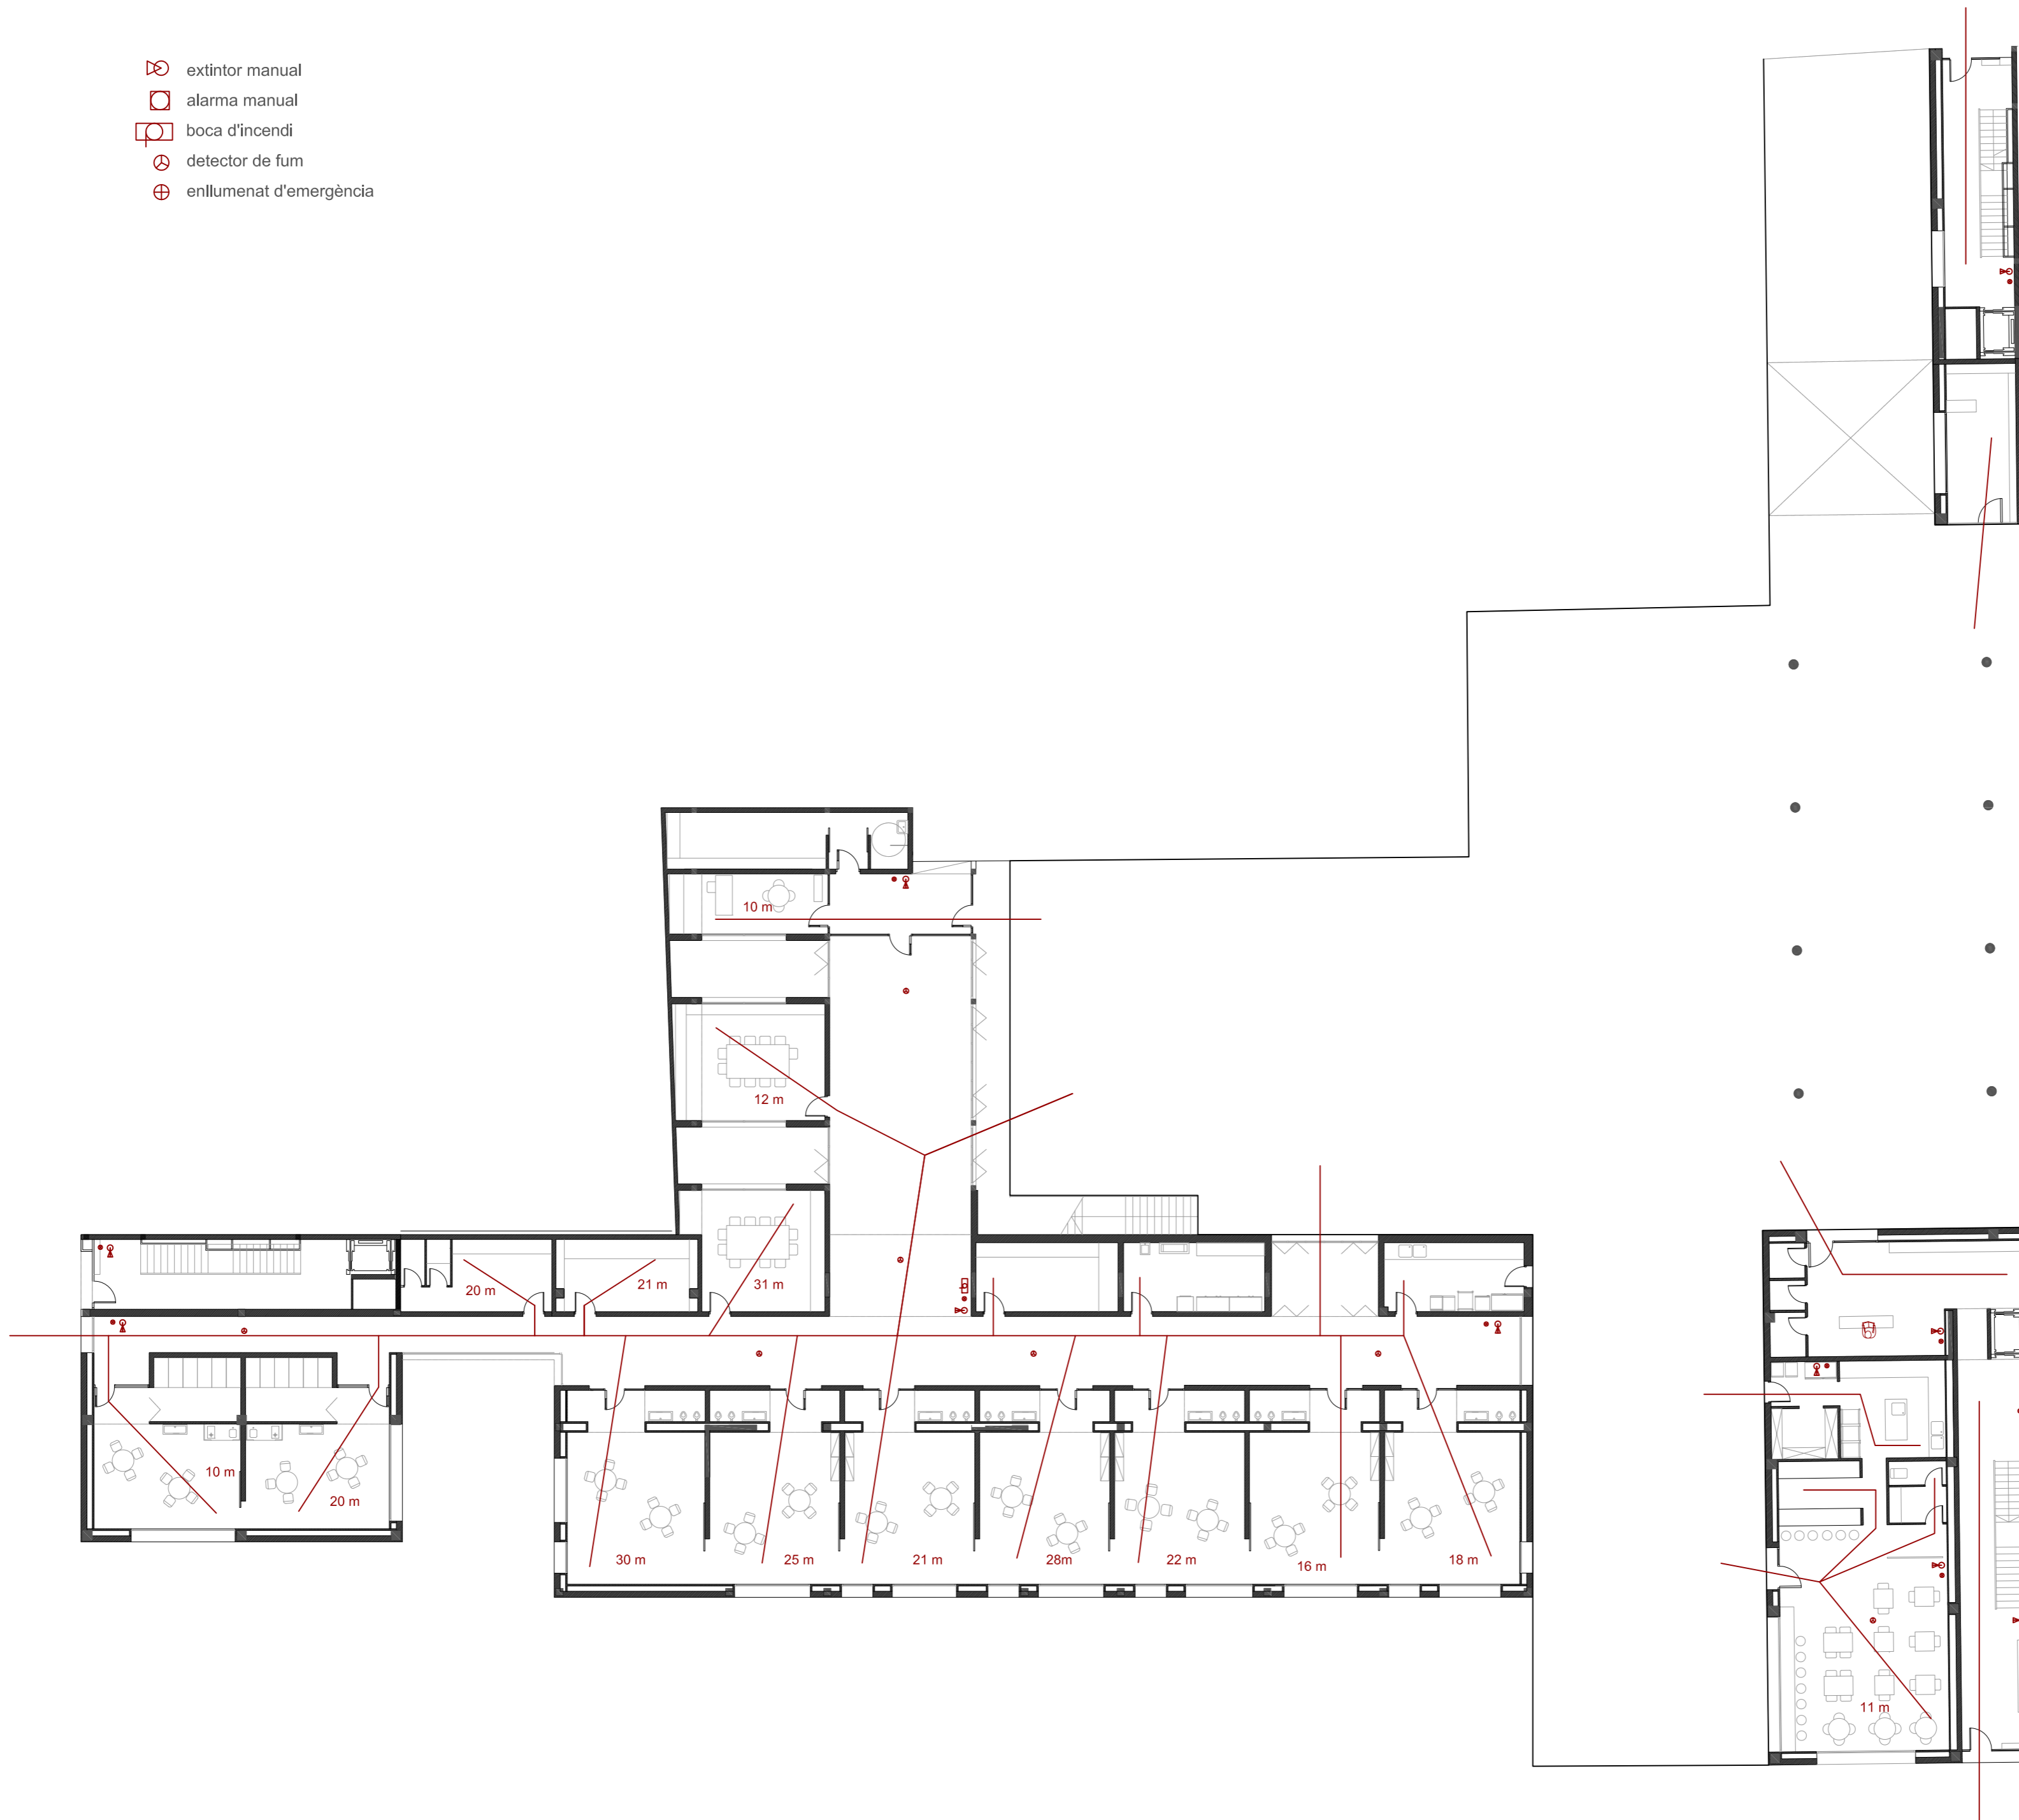 extintor manual
alarma manual
boca d'incendi
detector de fum
enllumenat d'emergència
10 m
12 m
20 m
21 m
31 m
10 m
20 m
30 m
25 m
21 m
28m
22 m
16 m
18 m
11 m